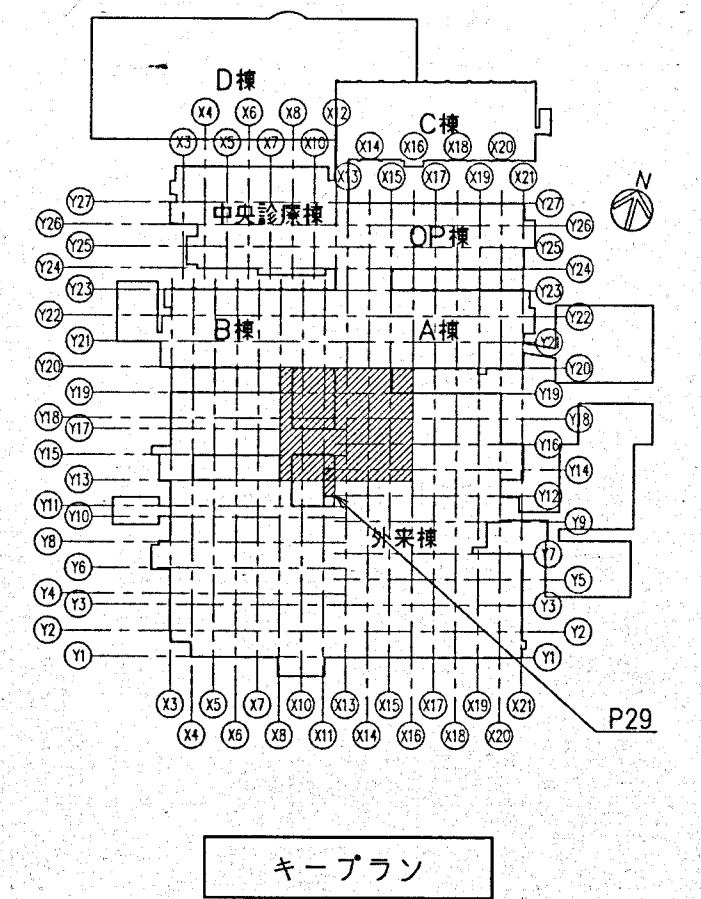 D棟
X4 X6 X8 X12
C棟
X3 X5 X7 X10
X14 X16 X18 X20
X13 X15 X17 X19 X21
N
Y27 中央診療棟 Y27
Y26 OP棟 Y26
Y25 Y25
Y24 Y24
Y23 Y23
Y22 B棟 A棟 Y22
Y21 Y21
Y20 Y20
Y19 Y19
Y18 Y18
Y17
Y16
Y15
Y14
Y13
Y12
Y11
Y10 Y9
Y8 外来棟
Y7
Y6 Y5
Y4
Y3 Y3
Y2 Y2
Y1 Y1
X3 X5 X7 X10 X13 X15 X17 X19 X21
X4 X6 X8 X11 X14 X16 X18 X20
P29
キープラン